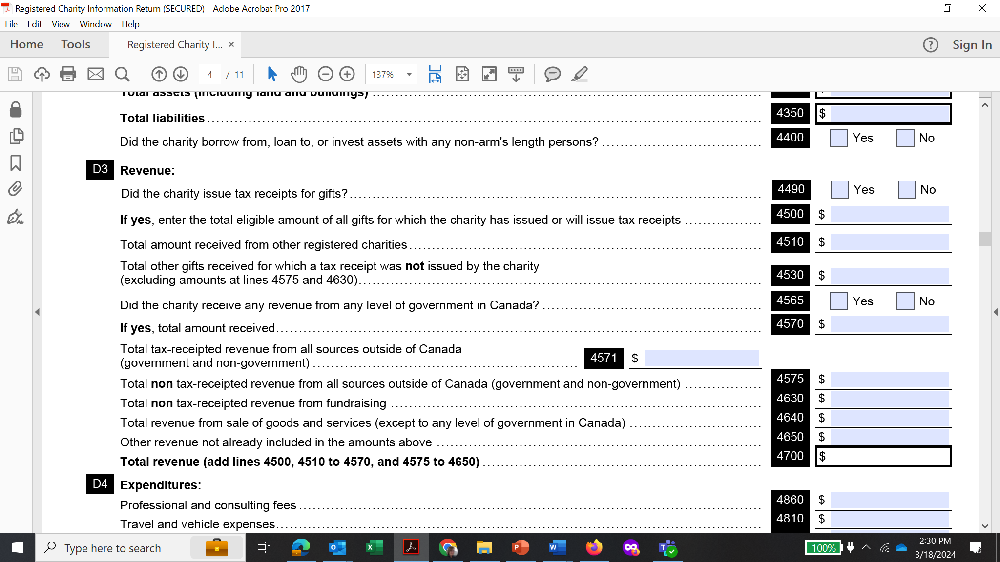 Registered Charity Information Return (SECURED) - Adobe Acrobat Pro 2017
File Edit View Window Help
Home Tools Registered Charity I... × ? Sign In
4 / 11 137%
Total assets (including land and buildings)
Total liabilities 4350 $
Did the charity borrow from, loan to, or invest assets with any non-arm's length persons? 4400 Yes No
D3 Revenue:
Did the charity issue tax receipts for gifts? 4490 Yes No
If yes, enter the total eligible amount of all gifts for which the charity has issued or will issue tax receipts 4500 $
Total amount received from other registered charities 4510 $
Total other gifts received for which a tax receipt was not issued by the charity
(excluding amounts at lines 4575 and 4630) 4530 $
Did the charity receive any revenue from any level of government in Canada? 4565 Yes No
If yes, total amount received 4570 $
Total tax-receipted revenue from all sources outside of Canada
(government and non-government) 4571 $
Total non tax-receipted revenue from all sources outside of Canada (government and non-government) 4575 $
Total non tax-receipted revenue from fundraising 4630 $
Total revenue from sale of goods and services (except to any level of government in Canada) 4640 $
Other revenue not already included in the amounts above 4650 $
Total revenue (add lines 4500, 4510 to 4570, and 4575 to 4650) 4700 $
D4 Expenditures:
Professional and consulting fees 4860 $
Travel and vehicle expenses 4810 $
Type here to search
100%
2:30 PM
3/18/2024